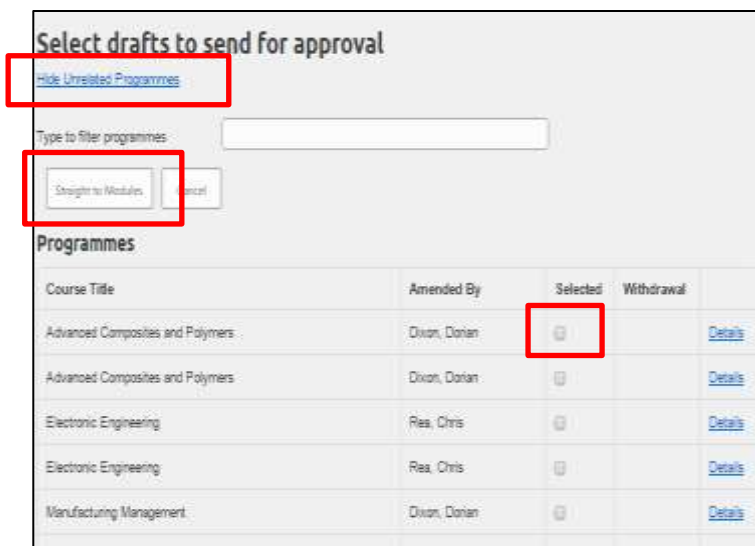 Select drafts to send for approval
Hide Unrelated Programmes
Type to filter programmes
Straight to Modules Cancel
Programmes
Course Title Amended By Selected Withdrawal
Advanced Composites and Polymers Dixon, Dorian Details
Advanced Composites and Polymers Dixon, Dorian Details
Electronic Engineering Rea, Chris Details
Electronic Engineering Rea, Chris Details
Manufacturing Management Dixon, Dorian Details